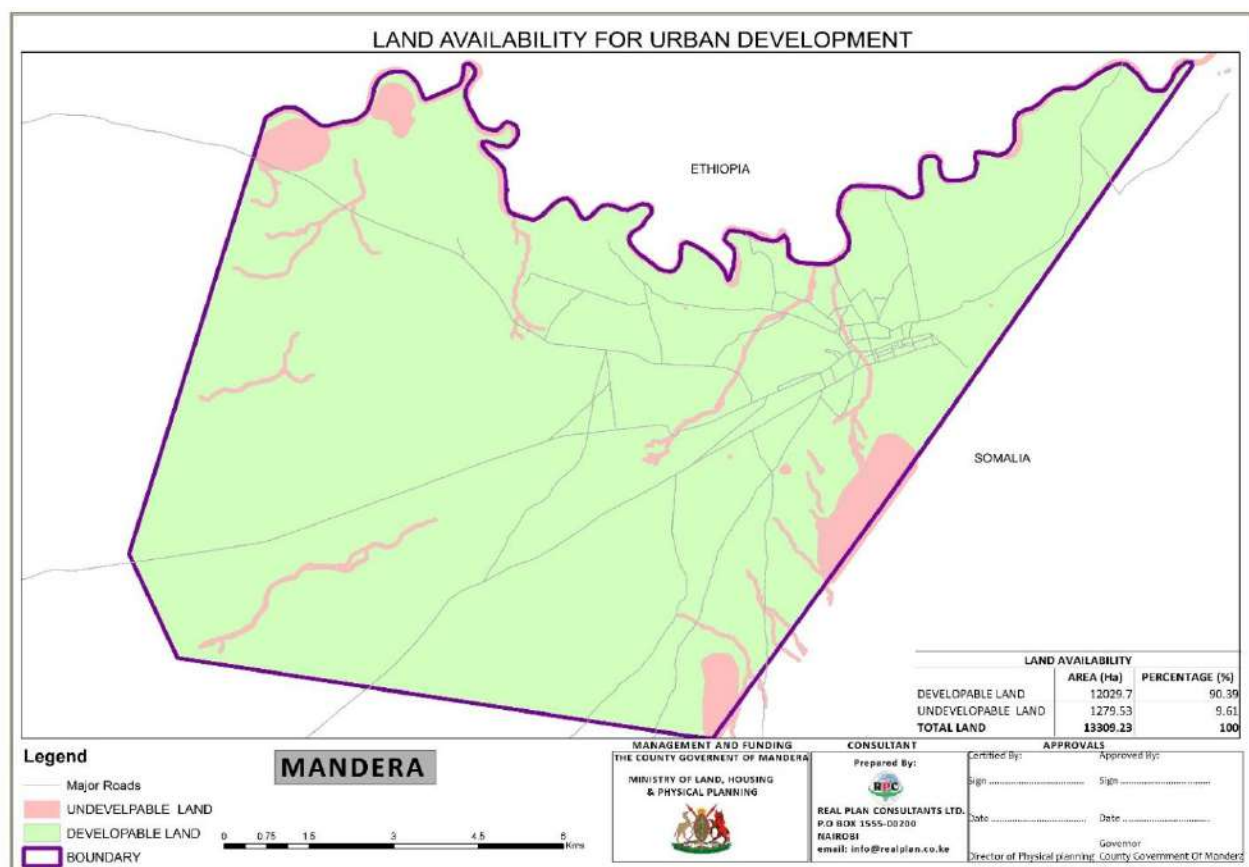 LAND AVAILABILITY FOR URBAN DEVELOPMENT
ETHIOPIA
SOMALIA
LAND AVAILABILITY
AREA (Ha) PERCENTAGE (%)
DEVELOPABLE LAND 12029.7 90.39
UNDEVELOPABLE LAND 1279.53 9.61
TOTAL LAND 13309.23 100
Legend
Major Roads
UNDEVELPABLE LAND
DEVELOPABLE LAND
BOUNDARY
MANDERA
0 0.75 1.5 3 4.5 6
Kms
MANAGEMENT AND FUNDING
THE COUNTY GOVERNENT OF MANDERA
MINISTRY OF LAND, HOUSING
& PHYSICAL PLANNING
CONSULTANT
Prepared By:
RPC
REAL PLAN CONSULTANTS LTD.
P.O BOX 1555-00200
NAIROBI
email: info@realplan.co.ke
APPROVALS
Certified By: Approved By:
Sign .......................... Sign ..........................
Date .......................... Date ..........................
Governor
Director of Physical planning County Government Of Mandera